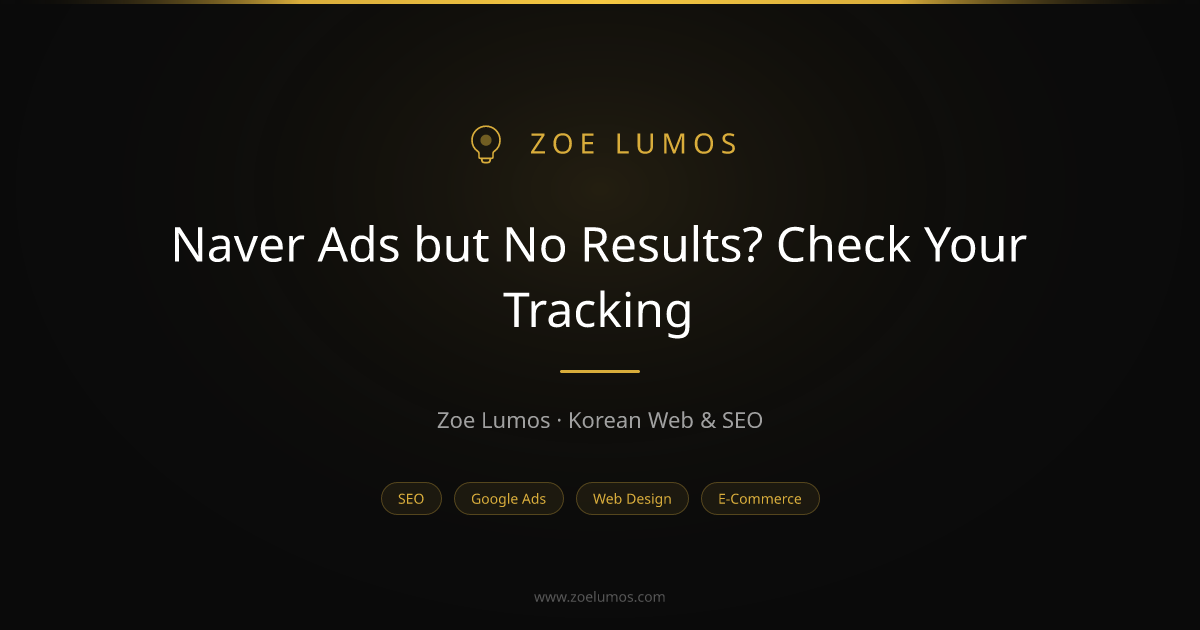 ZOE LUMOS
Naver Ads but No Results? Check Your
Tracking
Zoe Lumos · Korean Web & SEO
SEO
Google Ads
Web Design
E-Commerce
www.zoelumos.com